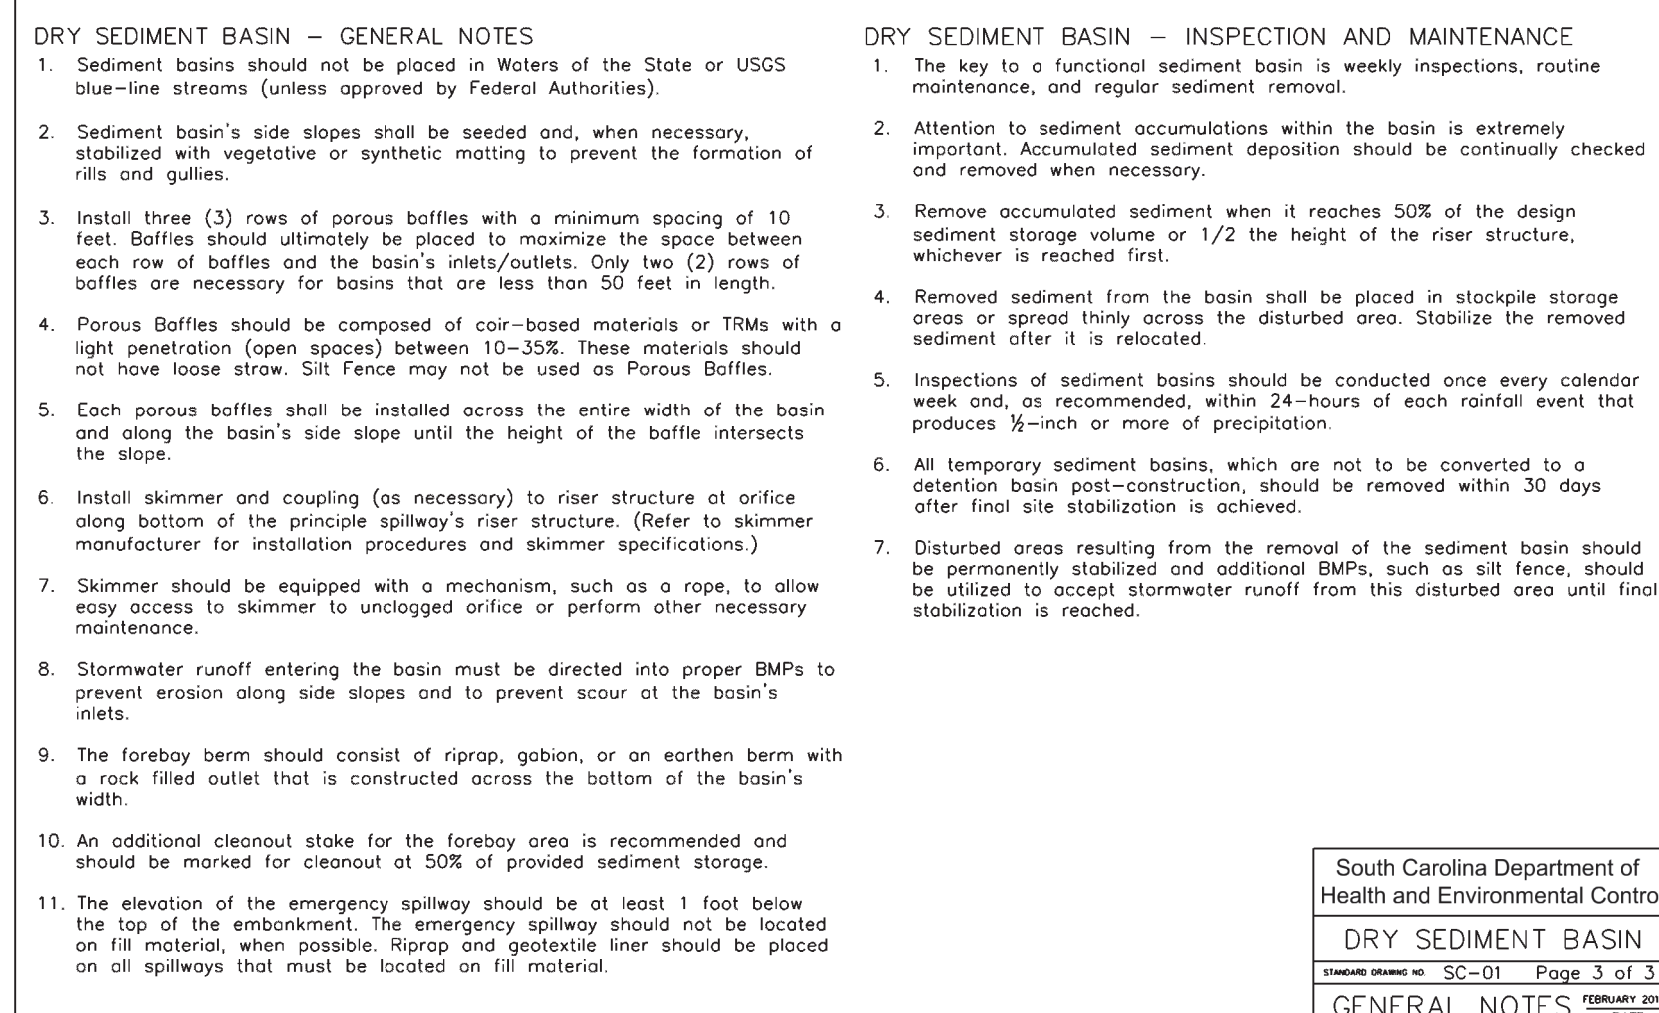 DRY SEDIMENT BASIN – GENERAL NOTES
1. Sediment basins should not be placed in Waters of the State or USGS
blue-line streams (unless approved by Federal Authorities).
2. Sediment basin's side slopes shall be seeded and, when necessary,
stabilized with vegetative or synthetic matting to prevent the formation of
rills and gullies.
3. Install three (3) rows of porous baffles with a minimum spacing of 10
feet. Baffles should ultimately be placed to maximize the space between
each row of baffles and the basin's inlets/outlets. Only two (2) rows of
baffles are necessary for basins that are less than 50 feet in length.
4. Porous Baffles should be composed of coir-based materials or TRMs with a
light penetration (open spaces) between 10-35%. These materials should
not have loose straw. Silt Fence may not be used as Porous Baffles.
5. Each porous baffles shall be installed across the entire width of the basin
and along the basin's side slope until the height of the baffle intersects
the slope.
6. Install skimmer and coupling (as necessary) to riser structure at orifice
along bottom of the principle spillway's riser structure. (Refer to skimmer
manufacturer for installation procedures and skimmer specifications.)
7. Skimmer should be equipped with a mechanism, such as a rope, to allow
easy access to skimmer to unclogged orifice or perform other necessary
maintenance.
8. Stormwater runoff entering the basin must be directed into proper BMPs to
prevent erosion along side slopes and to prevent scour at the basin's
inlets.
9. The forebay berm should consist of riprap, gabion, or an earthen berm with
a rock filled outlet that is constructed across the bottom of the basin's
width.
10. An additional cleanout stake for the forebay area is recommended and
should be marked for cleanout at 50% of provided sediment storage.
11. The elevation of the emergency spillway should be at least 1 foot below
the top of the embankment. The emergency spillway should not be located
on fill material, when possible. Riprap and geotextile liner should be placed
on all spillways that must be located on fill material.
DRY SEDIMENT BASIN – INSPECTION AND MAINTENANCE
1. The key to a functional sediment basin is weekly inspections, routine
maintenance, and regular sediment removal.
2. Attention to sediment accumulations within the basin is extremely
important. Accumulated sediment deposition should be continually checked
and removed when necessary.
3. Remove accumulated sediment when it reaches 50% of the design
sediment storage volume or 1/2 the height of the riser structure,
whichever is reached first.
4. Removed sediment from the basin shall be placed in stockpile storage
areas or spread thinly across the disturbed area. Stabilize the removed
sediment after it is relocated.
5. Inspections of sediment basins should be conducted once every calendar
week and, as recommended, within 24-hours of each rainfall event that
produces ½-inch or more of precipitation.
6. All temporary sediment basins, which are not to be converted to a
detention basin post-construction, should be removed within 30 days
after final site stabilization is achieved.
7. Disturbed areas resulting from the removal of the sediment basin should
be permanently stabilized and additional BMPs, such as silt fence, should
be utilized to accept stormwater runoff from this disturbed area until final
stabilization is reached.
South Carolina Department of
Health and Environmental Contro
DRY SEDIMENT BASIN
STANDARD DRAWING NO. SC-01 Page 3 of 3
GENERAL NOTES FEBRUARY 201